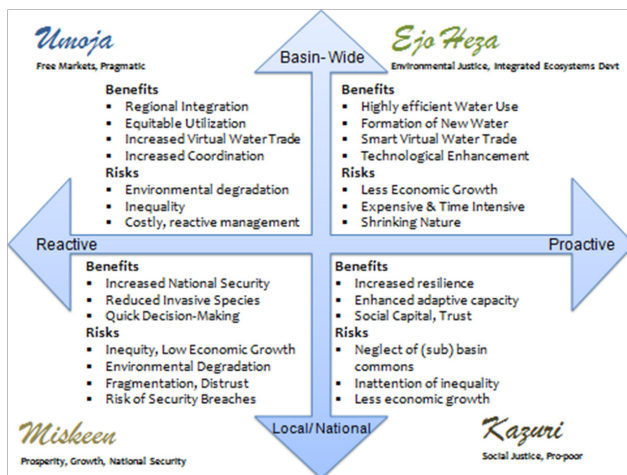 Umoja
Free Markets, Pragmatic
Benefits
▪ Regional Integration
▪ Equitable Utilization
▪ Increased Virtual Water Trade
▪ Increased Coordination
Risks
▪ Environmental degradation
▪ Inequality
▪ Costly, reactive management
Basin-Wide
Ejo Heza
Environmental Justice, Integrated Ecosystems Devt
Benefits
▪ Highly efficient Water Use
▪ Formation of New Water
▪ Smart Virtual Water Trade
▪ Technological Enhancement
Risks
▪ Less Economic Growth
▪ Expensive & Time Intensive
▪ Shrinking Nature
Reactive
Proactive
Benefits
▪ Increased National Security
▪ Reduced Invasive Species
▪ Quick Decision-Making
Risks
▪ Inequity, Low Economic Growth
▪ Environmental Degradation
▪ Fragmentation, Distrust
▪ Risk of Security Breaches
Miskeen
Prosperity, Growth, National Security
Benefits
▪ Increased resilience
▪ Enhanced adaptive capacity
▪ Social Capital, Trust
Risks
▪ Neglect of (sub) basin
commons
▪ Inattention of inequality
▪ Less economic growth
Local/National
Kazuri
Social Justice, Pro-poor